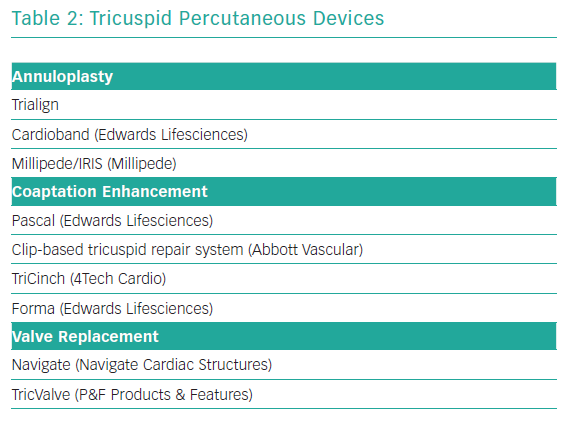 Table 2: Tricuspid Percutaneous Devices
Annuloplasty
Trialign
Cardioband (Edwards Lifesciences)
Millipede/IRIS (Millipede)
Coaptation Enhancement
Pascal (Edwards Lifesciences)
Clip-based tricuspid repair system (Abbott Vascular)
TriCinch (4Tech Cardio)
Forma (Edwards Lifesciences)
Valve Replacement
Navigate (Navigate Cardiac Structures)
TricValve (P&F Products & Features)